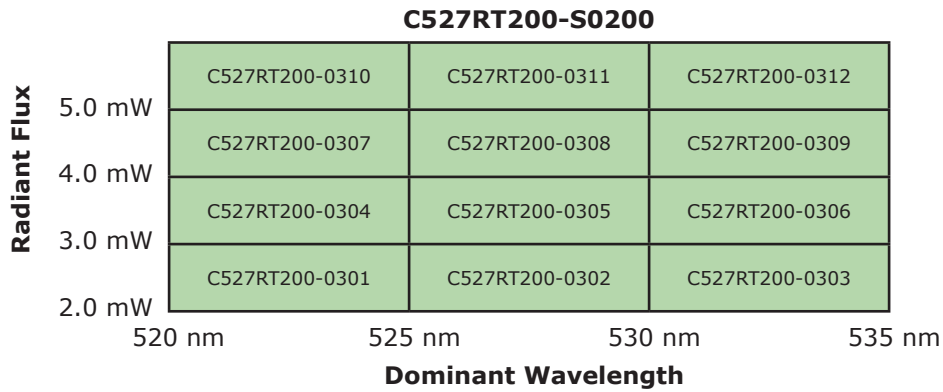 C527RT200-S0200
Radiant Flux
C527RT200-0310 C527RT200-0311 C527RT200-0312
5.0 mW
C527RT200-0307 C527RT200-0308 C527RT200-0309
4.0 mW
C527RT200-0304 C527RT200-0305 C527RT200-0306
3.0 mW
C527RT200-0301 C527RT200-0302 C527RT200-0303
2.0 mW
520 nm 525 nm 530 nm 535 nm
Dominant Wavelength